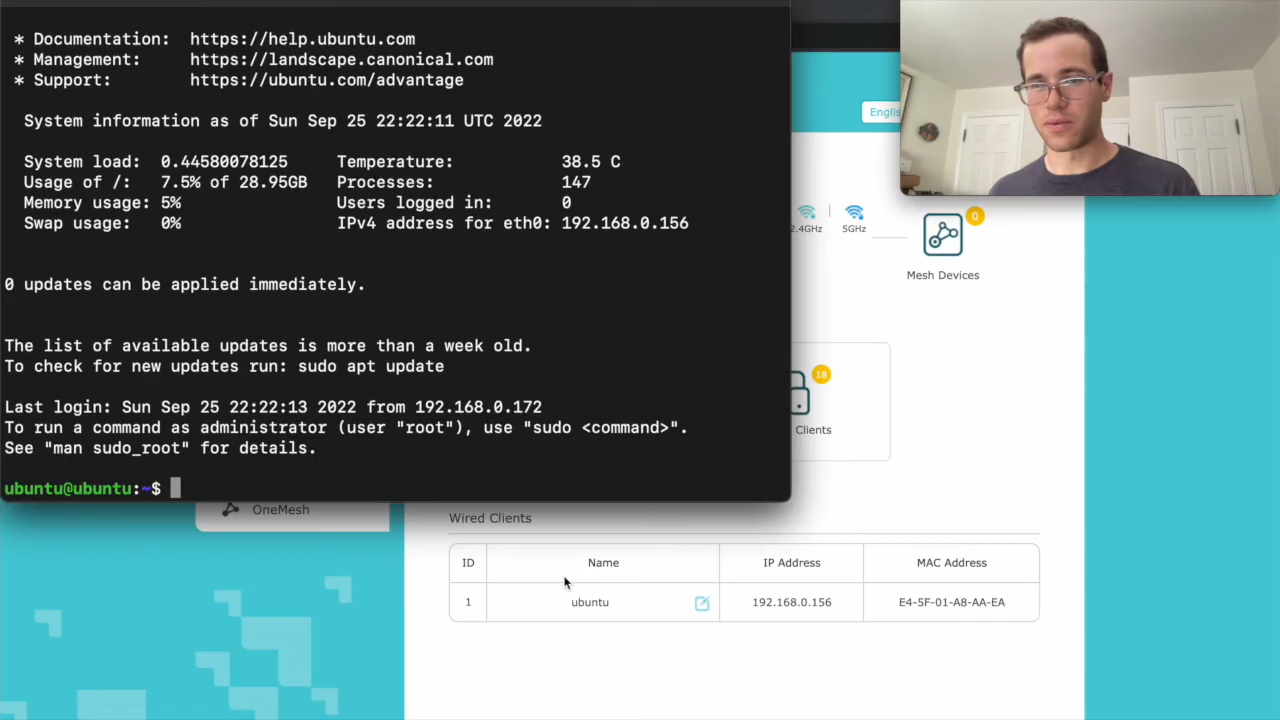 * Documentation: https://help.ubuntu.com
* Management: https://landscape.canonical.com
* Support: https://ubuntu.com/advantage
System information as of Sun Sep 25 22:22:11 UTC 2022
System load: 0.44580078125 Temperature: 38.5 C
Usage of /: 7.5% of 28.95GB Processes: 147
Memory usage: 5% Users logged in: 0
Swap usage: 0% IPv4 address for eth0: 192.168.0.156
0 updates can be applied immediately.
The list of available updates is more than a week old.
To check for new updates run: sudo apt update
Last login: Sun Sep 25 22:22:13 2022 from 192.168.0.172
To run a command as administrator (user "root"), use "sudo <command>".
See "man sudo_root" for details.
ubuntu@ubuntu:~$
Englis
2.4GHz 5GHz
0
Mesh Devices
18
Clients
OneMesh
Wired Clients
ID Name IP Address MAC Address
1 ubuntu 192.168.0.156 E4-5F-01-A8-AA-EA